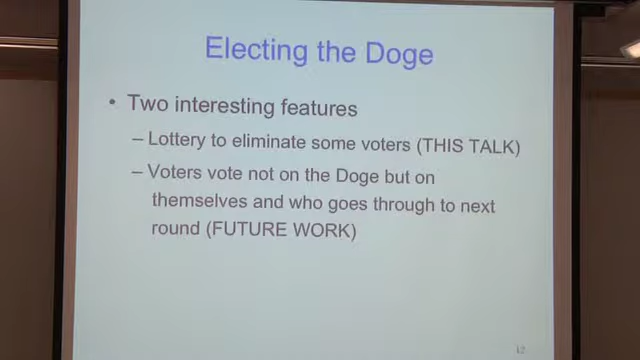 Electing the Doge
• Two interesting features
– Lottery to eliminate some voters (THIS TALK)
– Voters vote not on the Doge but on
themselves and who goes through to next
round (FUTURE WORK)
12